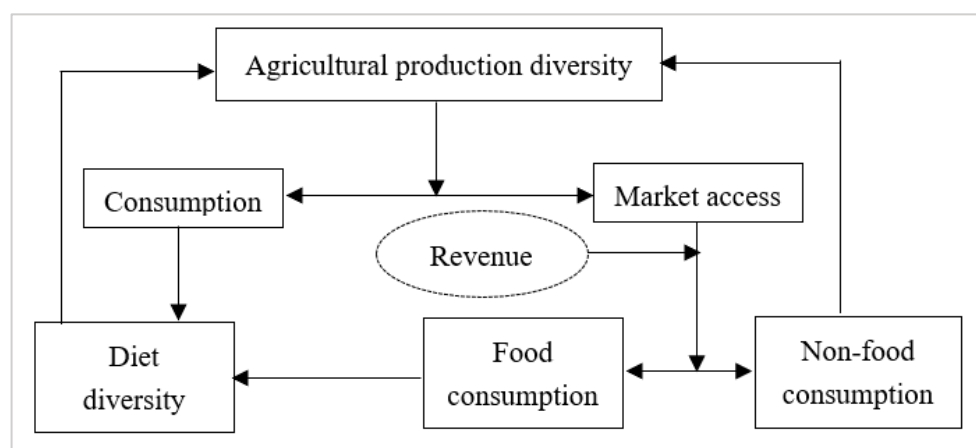 Agricultural production diversity
Consumption
Market access
Revenue
Diet
diversity
Food
consumption
Non-food
consumption